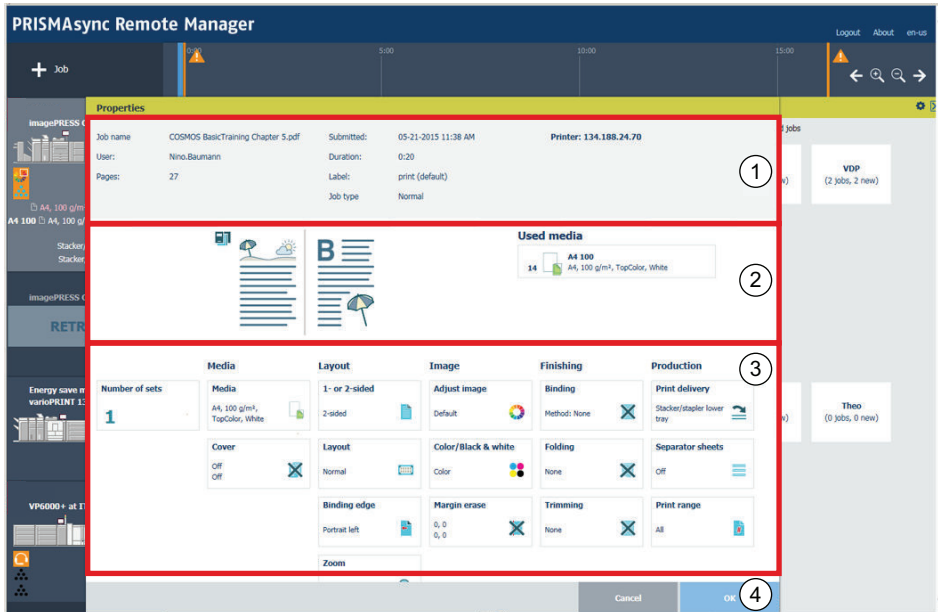 PRISMAsync Remote Manager
Logout About en-us
+ Job
0:00 5:00 10:00 15:00
Properties
imagePRESS
Job name COSMOS BasicTraining Chapter 5.pdf Submitted: 05-21-2015 11:38 AM Printer: 134.188.24.70
User: Nino.Baumann Duration: 0:20
Pages: 27 Label: print (default)
Job type Normal
1
jobs
VDP
(2 jobs, 2 new)
A4, 100 g/m
A4 100 A4, 100
Stacker/
Stacker
imagePRESS
RETR
B
Used media
A4 100
14 A4, 100 g/m², TopColor, White
2
Media Layout Image Finishing Production
3
Number of sets Media 1- or 2-sided Adjust image Binding Print delivery
1 A4, 100 g/m², TopColor, White 2-sided Default Method: None Stacker/stapler lower tray
Cover Layout Color/Black & white Folding Separator sheets
Off
Off Normal Color None Off
Binding edge Margin erase Trimming Print range
Portrait left 0, 0
0, 0 None All
Zoom
Energy save
varioPRINT
Theo
(0 jobs, 0 new)
VP6000+ at
Cancel OK
4